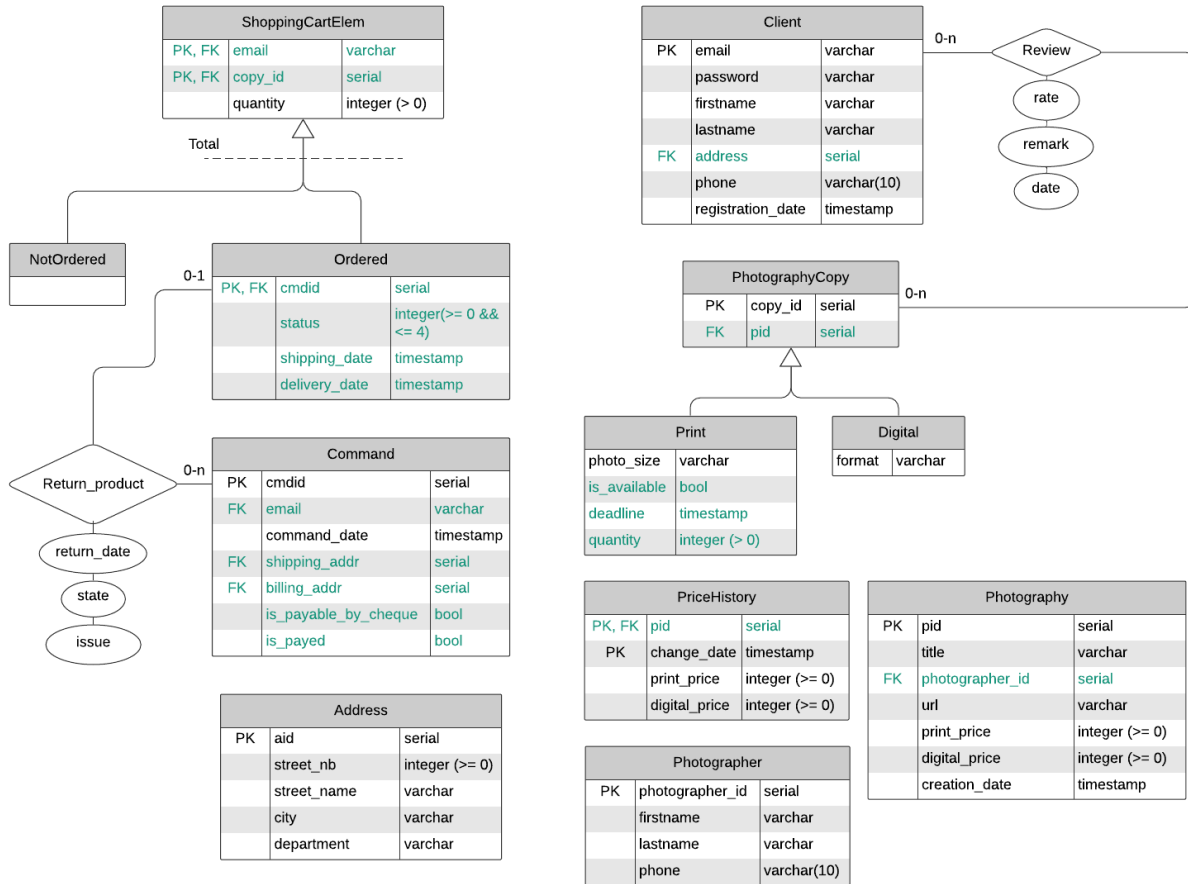 ShoppingCartElem
PK, FK email varchar
PK, FK copy_id serial
quantity integer (> 0)
Total
NotOrdered
0-1
Ordered
PK, FK cmdid serial
status integer(>= 0 &&
<= 4)
shipping_date timestamp
delivery_date timestamp
Return_product
0-n
return_date
state
issue
Command
PK cmdid serial
FK email varchar
command_date timestamp
FK shipping_addr serial
FK billing_addr serial
is_payable_by_cheque bool
is_payed bool
Address
PK aid serial
street_nb integer (>= 0)
street_name varchar
city varchar
department varchar
Client
PK email varchar
password varchar
firstname varchar
lastname varchar
FK address serial
phone varchar(10)
registration_date timestamp
0-n
Review
rate
remark
date
PhotographyCopy
PK copy_id serial
FK pid serial
0-n
Print
photo_size varchar
is_available bool
deadline timestamp
quantity integer (> 0)
Digital
format varchar
PriceHistory
PK, FK pid serial
PK change_date timestamp
print_price integer (>= 0)
digital_price integer (>= 0)
Photography
PK pid serial
title varchar
FK photographer_id serial
url varchar
print_price integer (>= 0)
digital_price integer (>= 0)
creation_date timestamp
Photographer
PK photographer_id serial
firstname varchar
lastname varchar
phone varchar(10)